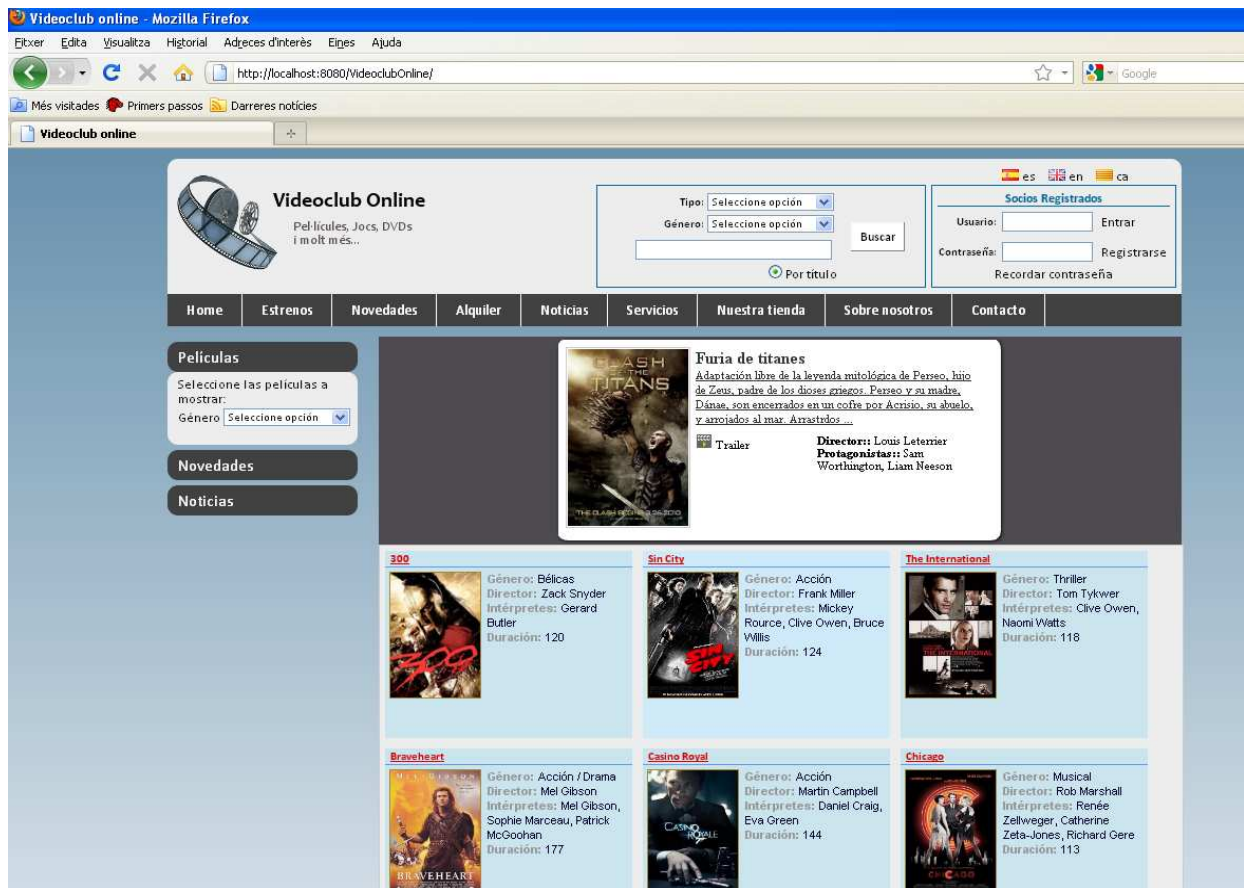 Videoclub online - Mozilla Firefox
Fitxer Edita Visualitza Historial Adreces d'interès Eines Ajuda
http://localhost:8080/VideoclubOnline/
Google
Més visitades Primers passos Darreres notícies
Videoclub online
es en ca
Videoclub Online
Pel·lícules, Jocs, DVDs
i molt més...
Tipo: Seleccione opción
Género: Seleccione opción
Buscar
Por título
Socios Registrados
Usuario: Entrar
Contraseña: Registrarse
Recordar contraseña
Home Estrenos Novedades Alquiler Noticias Servicios Nuestra tienda Sobre nosotros Contacto
Películas
Seleccione las películas a
mostrar:
Género Seleccione opción
Novedades
Noticias
CLASH
OF THE
TITANS
Furia de titanes
Adaptación libre de la leyenda mitológica de Perseo, hijo
de Zeus, padre de los dioses griegos. Perseo y su madre,
Dánae, son encerrados en un cofre por Acrisio, su abuelo,
y arrojados al mar. Arrastrdos ...
Trailer
Director:: Louis Leterrier
Protagonistas:: Sam
Worthington, Liam Neeson
300
300
Género: Bélicas
Director: Zack Snyder
Intérpretes: Gerard
Butler
Duración: 120
Sin City
SIN
CITY
Género: Acción
Director: Frank Miller
Intérpretes: Mickey
Rource, Clive Owen, Bruce
Willis
Duración: 124
The International
THE INTERNATIONAL
Género: Thriller
Director: Tom Tykwer
Intérpretes: Clive Owen,
Naomi Watts
Duración: 118
Braveheart
MEL GIBSON
BRAVEHEART
Género: Acción / Drama
Director: Mel Gibson
Intérpretes: Mel Gibson,
Sophie Marceau, Patrick
McGoohan
Duración: 177
Casino Royal
CASINO
ROYALE
Género: Acción
Director: Martin Campbell
Intérpretes: Daniel Craig,
Eva Green
Duración: 144
Chicago
CHICAGO
Género: Musical
Director: Rob Marshall
Intérpretes: Renée
Zellweger, Catherine
Zeta-Jones, Richard Gere
Duración: 113